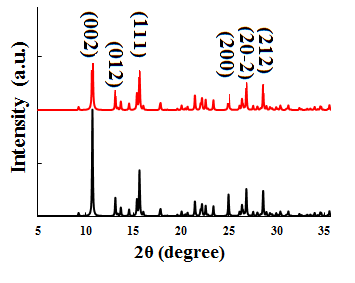 (002)
(012)
(111)
(200)
(20-2)
(212)
Intensity (a.u.)
5 10 15 20 25 30 35
2θ (degree)